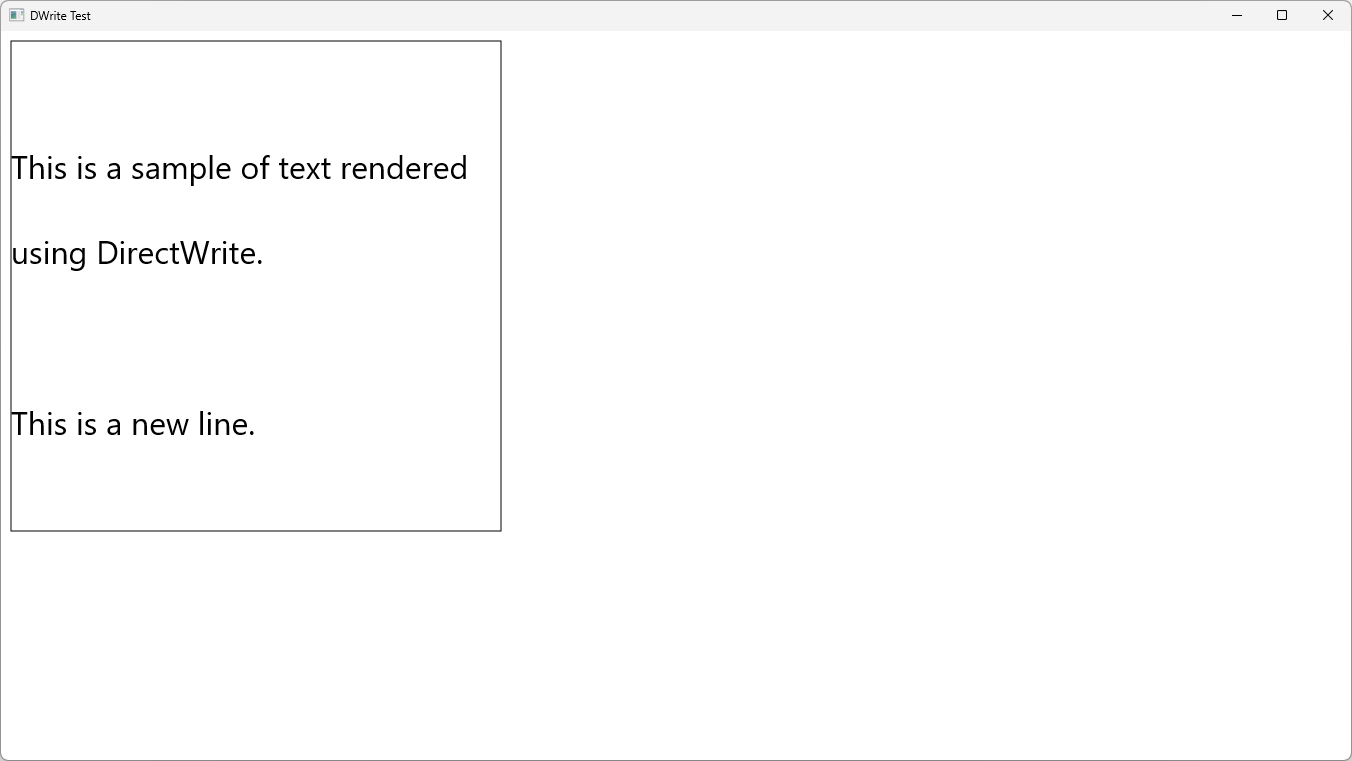 DWrite Test
This is a sample of text rendered
using DirectWrite.
This is a new line.